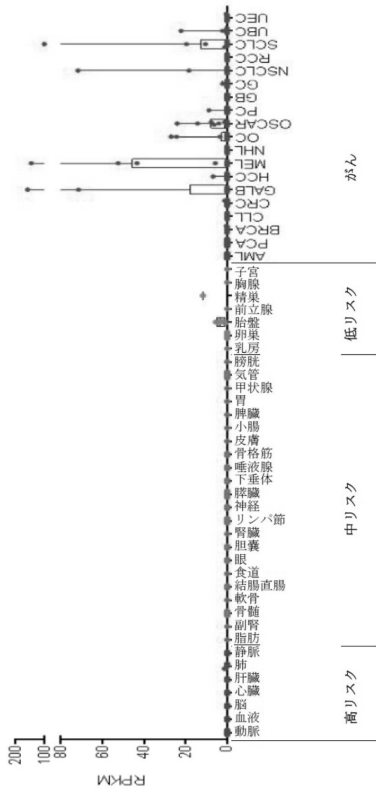 RPKM
200
100
80
60
40
20
0
動脈
血液
脳
心臓
肝臓
肺
静脈
脂肪
副腎
骨髄
軟骨
結腸直腸
食道
眼
胆嚢
腎臓
リンパ節
神経
膵臓
下垂体
唾液腺
骨格筋
皮膚
小腸
脾臓
胃
甲状腺
気管
膀胱
乳房
卵巣
胎盤
前立腺
精巣
胸腺
子宮
AML
PCA
BRCA
CLL
CRC
GALB
HCC
MEL
NHL
OC
OSCAR
PC
GB
GC
NSCLC
RCC
SCLC
UBC
UEC
高リスク
中リスク
低リスク
がん